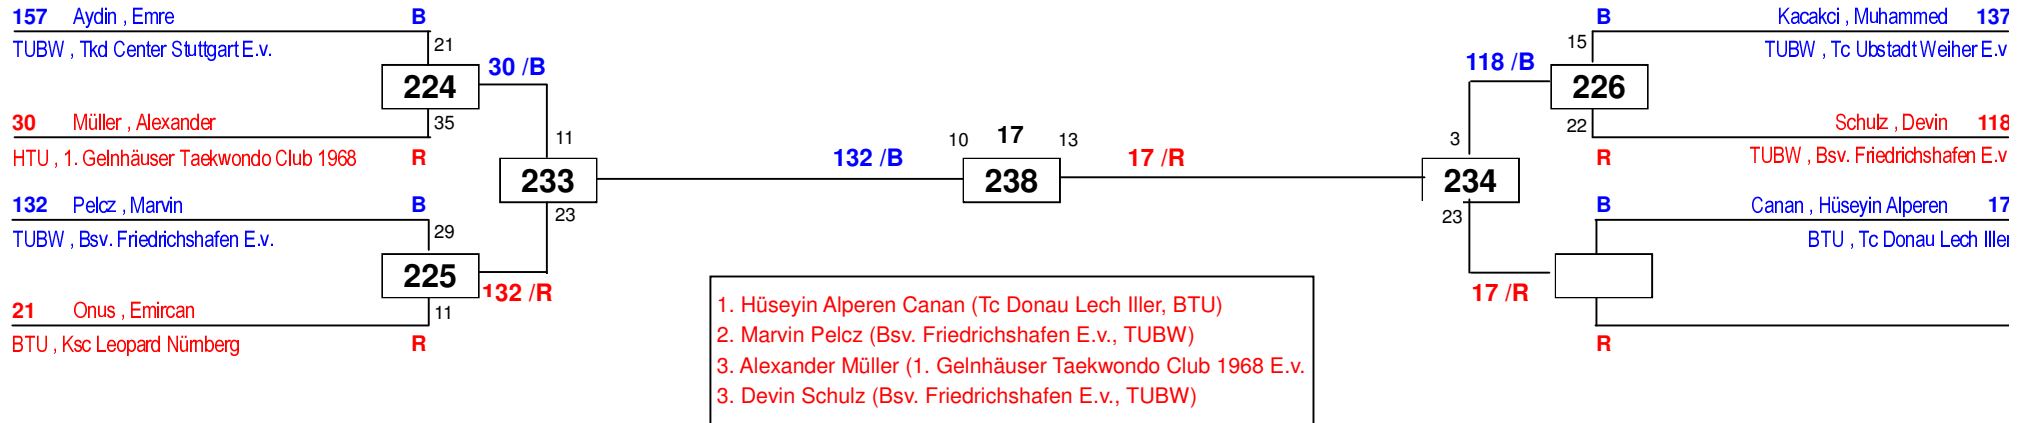 157 Aydin , Emre B
TUBW , Tkd Center Stuttgart E.v.
21
224
30 /B
35
30 Müller , Alexander
HTU , 1. Gelnhäuser Taekwondo Club 1968 R
132 Pelcz , Marvin B
TUBW , Bsv. Friedrichshafen E.v.
29
225
132 /R
11
21 Onus , Emircan
BTU , Ksc Leopard Nürnberg R
11
233
23
132 /B
10 17 13
238
17 /R
3
234
23
118 /B
17 /R
B Kacakci , Muhammed 137
15
TUBW , Tc Ubstadt Weiher E.v
226
22
Schulz , Devin 118
R TUBW , Bsv. Friedrichshafen E.v
B Canan , Hüseyin Alperen 17
BTU , Tc Donau Lech Iller
R
1. Hüseyin Alperen Canan (Tc Donau Lech Iller, BTU)
2. Marvin Pelcz (Bsv. Friedrichshafen E.v., TUBW)
3. Alexander Müller (1. Gelnhäuser Taekwondo Club 1968 E.v.
3. Devin Schulz (Bsv. Friedrichshafen E.v., TUBW)